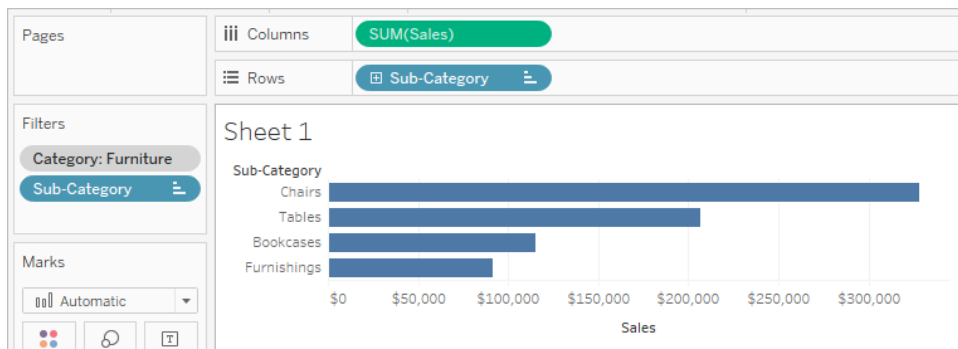 Pages
Columns
SUM(Sales)
Rows
Sub-Category
Filters
Category: Furniture
Sub-Category
Marks
Automatic
T
Sheet 1
Sub-Category
Chairs
Tables
Bookcases
Furnishings
$0 $50,000 $100,000 $150,000 $200,000 $250,000 $300,000
Sales